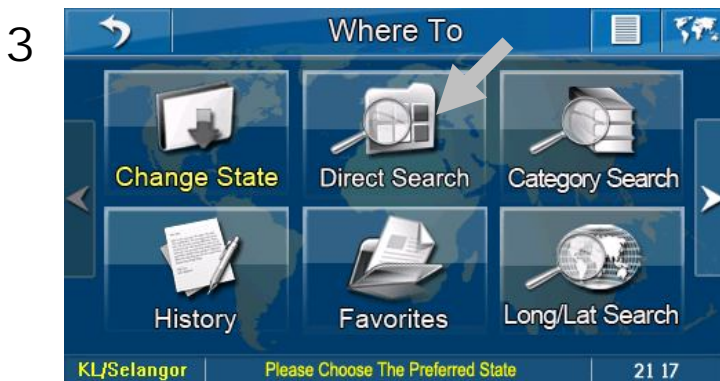 3
Where To
Change State
Direct Search
Category Search
History
Favorites
Long/Lat Search
KL/Selangor
Please Choose The Preferred State
21 17